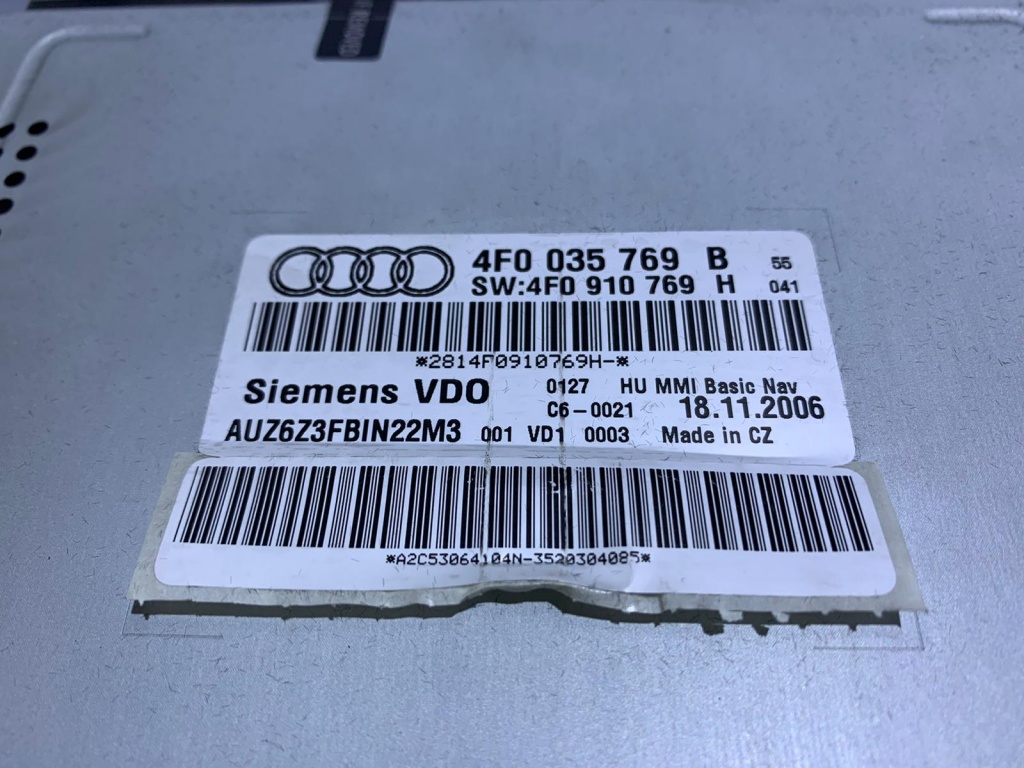 4F0 035 769 B 55
SW:4F0 910 769 H 041
*2814F0910769H-*
Siemens VDO 0127 HU MMI Basic Nav
C6-0021 18.11.2006
AUZ6Z3FBIN22M3 001 VD1 0003 Made in CZ
*A2C53064104N-3520304085*